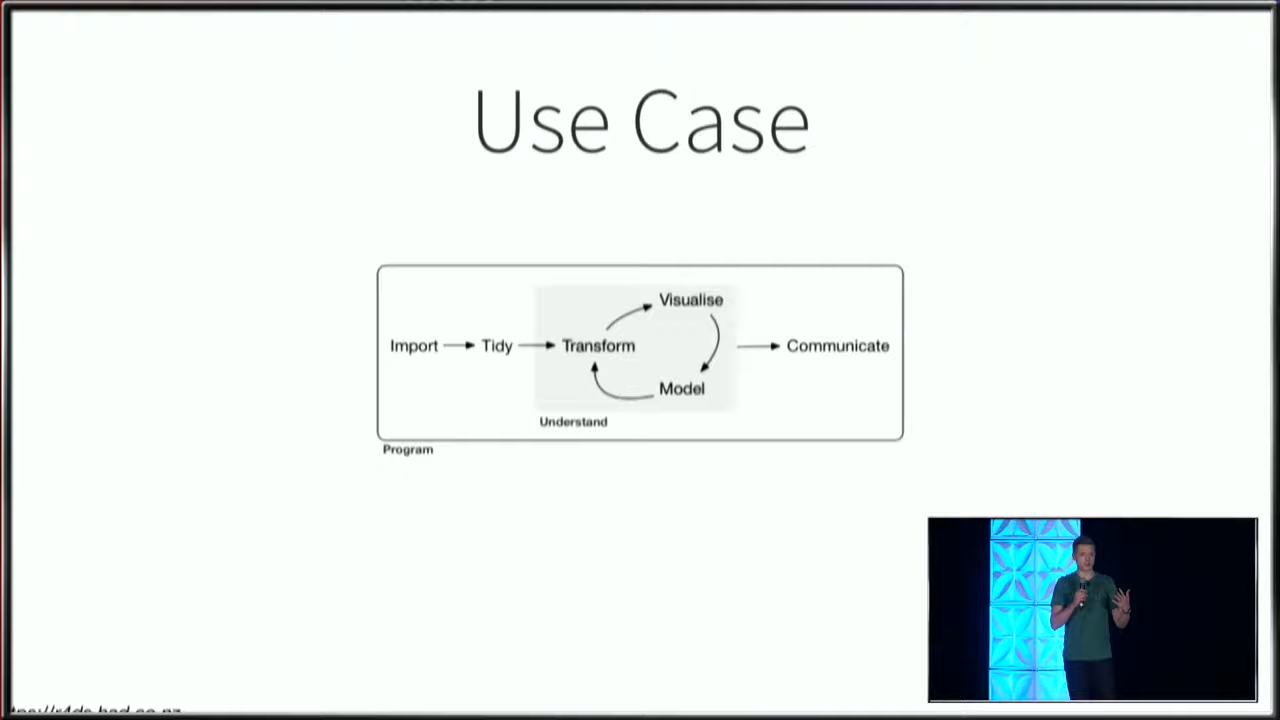 Use Case
Visualise
Import
Tidy
Transform
Communicate
Model
Understand
Program